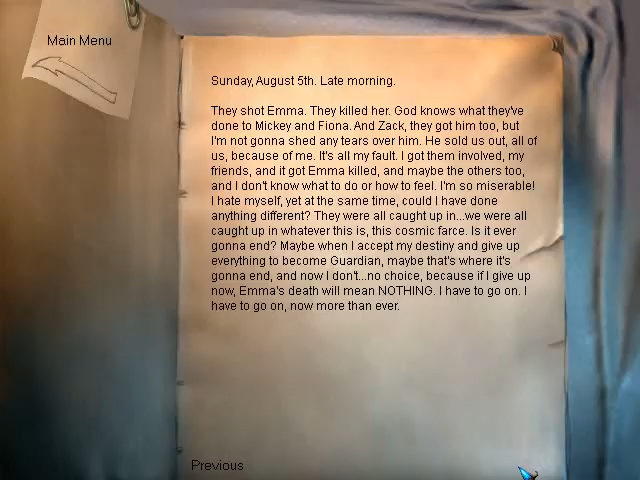 Main Menu
Sunday, August 5th. Late morning.
They shot Emma. They killed her. God knows what they've
done to Mickey and Fiona. And Zack, they got him too, but
I'm not gonna shed any tears over him. He sold us out, all of
us, because of me. It's all my fault. I got them involved, my
friends, and it got Emma killed, and maybe the others too,
and I don't know what to do or how to feel. I'm so miserable!
I hate myself, yet at the same time, could I have done
anything different? They were all caught up in...we were all
caught up in whatever this is, this cosmic farce. Is it ever
gonna end? Maybe when I accept my destiny and give up
everything to become Guardian, maybe that's where it's
gonna end, and now I don't...no choice, because if I give up
now, Emma's death will mean NOTHING. I have to go on. I
have to go on, now more than ever.
Previous